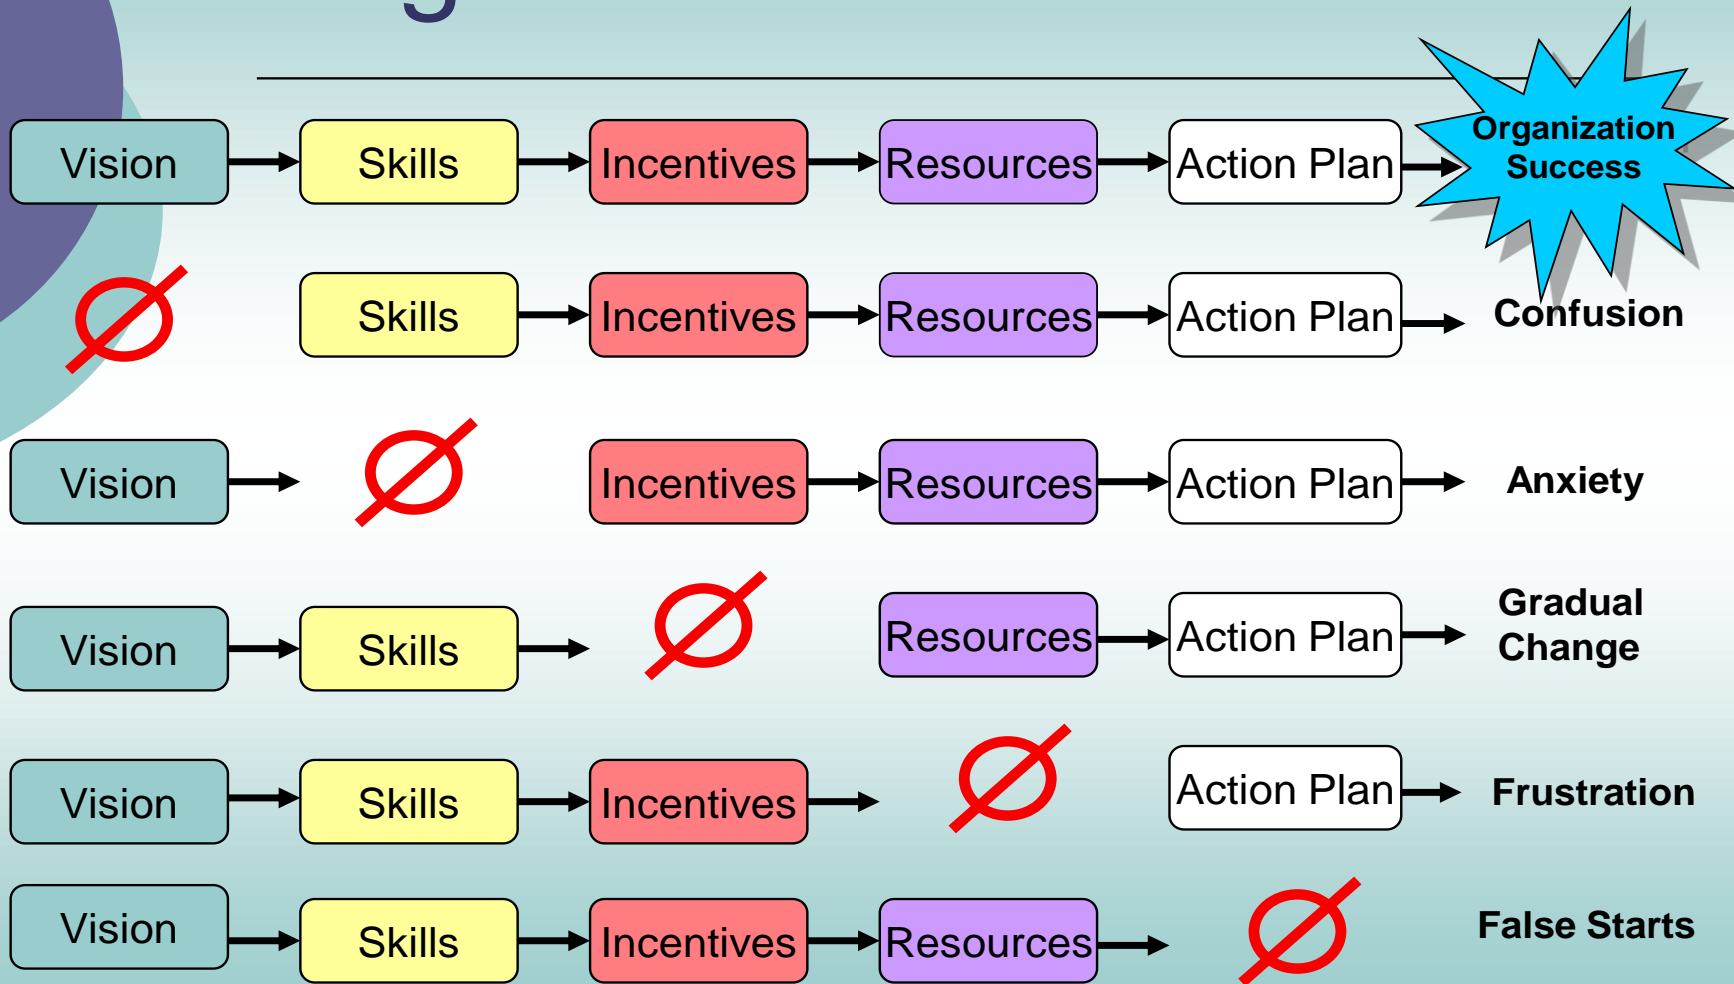 Vision
Skills
Incentives
Resources
Action Plan
Organization
Success
Skills
Incentives
Resources
Action Plan
Confusion
Vision
Incentives
Resources
Action Plan
Anxiety
Vision
Skills
Resources
Action Plan
Gradual
Change
Vision
Skills
Incentives
Action Plan
Frustration
Vision
Skills
Incentives
Resources
False Starts